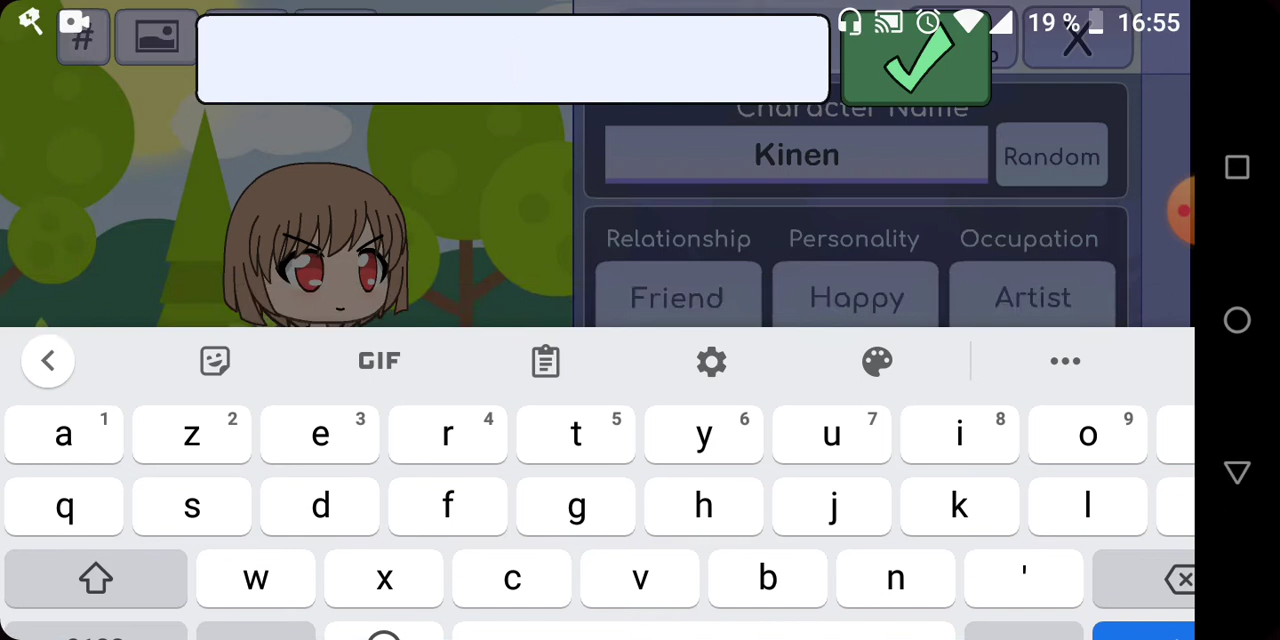 19 % 16:55
#
X
Character Name
Kinen
Random
Relationship Personality Occupation
Friend Happy Artist
GIF
a 1 z 2 e 3 r 4 t 5 y 6 u 7 i 8 o 9
q s d f g h j k l
w x c v b n '